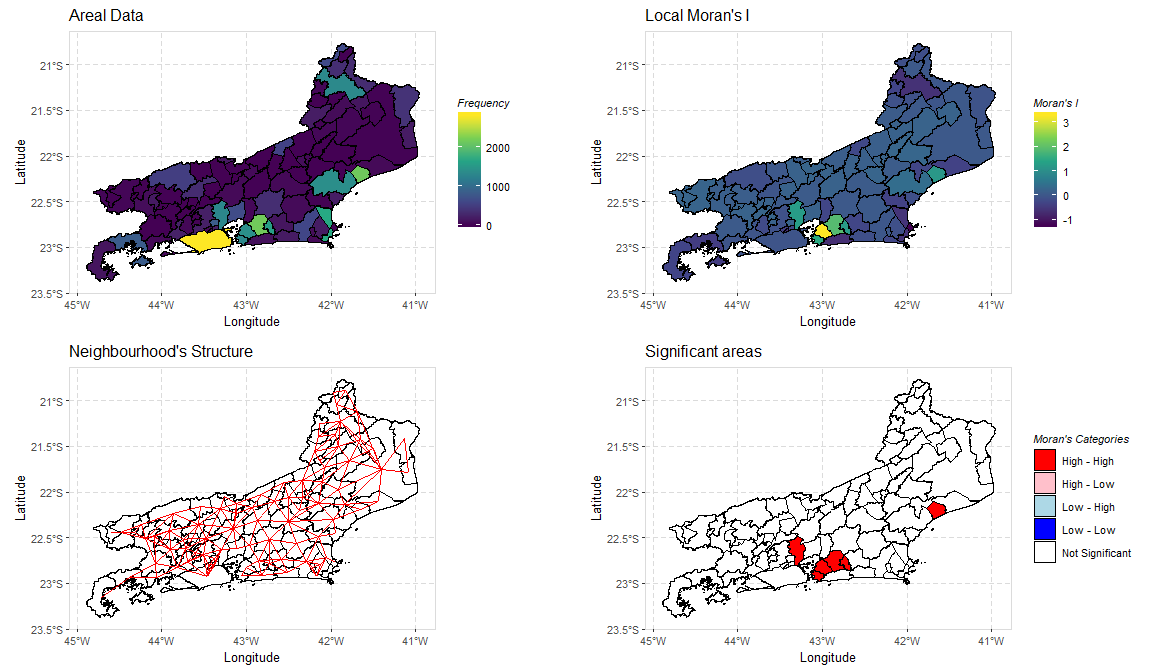 Areal Data
21°S
21.5°S
22°S
22.5°S
23°S
23.5°S
Latitude
45°W 44°W 43°W 42°W 41°W
Longitude
Frequency
2000
1000
0
Local Moran's I
21°S
21.5°S
22°S
22.5°S
23°S
23.5°S
Latitude
45°W 44°W 43°W 42°W 41°W
Longitude
Moran's I
3
2
1
0
-1
Neighbourhood's Structure
21°S
21.5°S
22°S
22.5°S
23°S
23.5°S
Latitude
45°W 44°W 43°W 42°W 41°W
Longitude
Significant areas
21°S
21.5°S
22°S
22.5°S
23°S
23.5°S
Latitude
45°W 44°W 43°W 42°W 41°W
Longitude
Moran's Categories
High - High
High - Low
Low - High
Low - Low
Not Significant